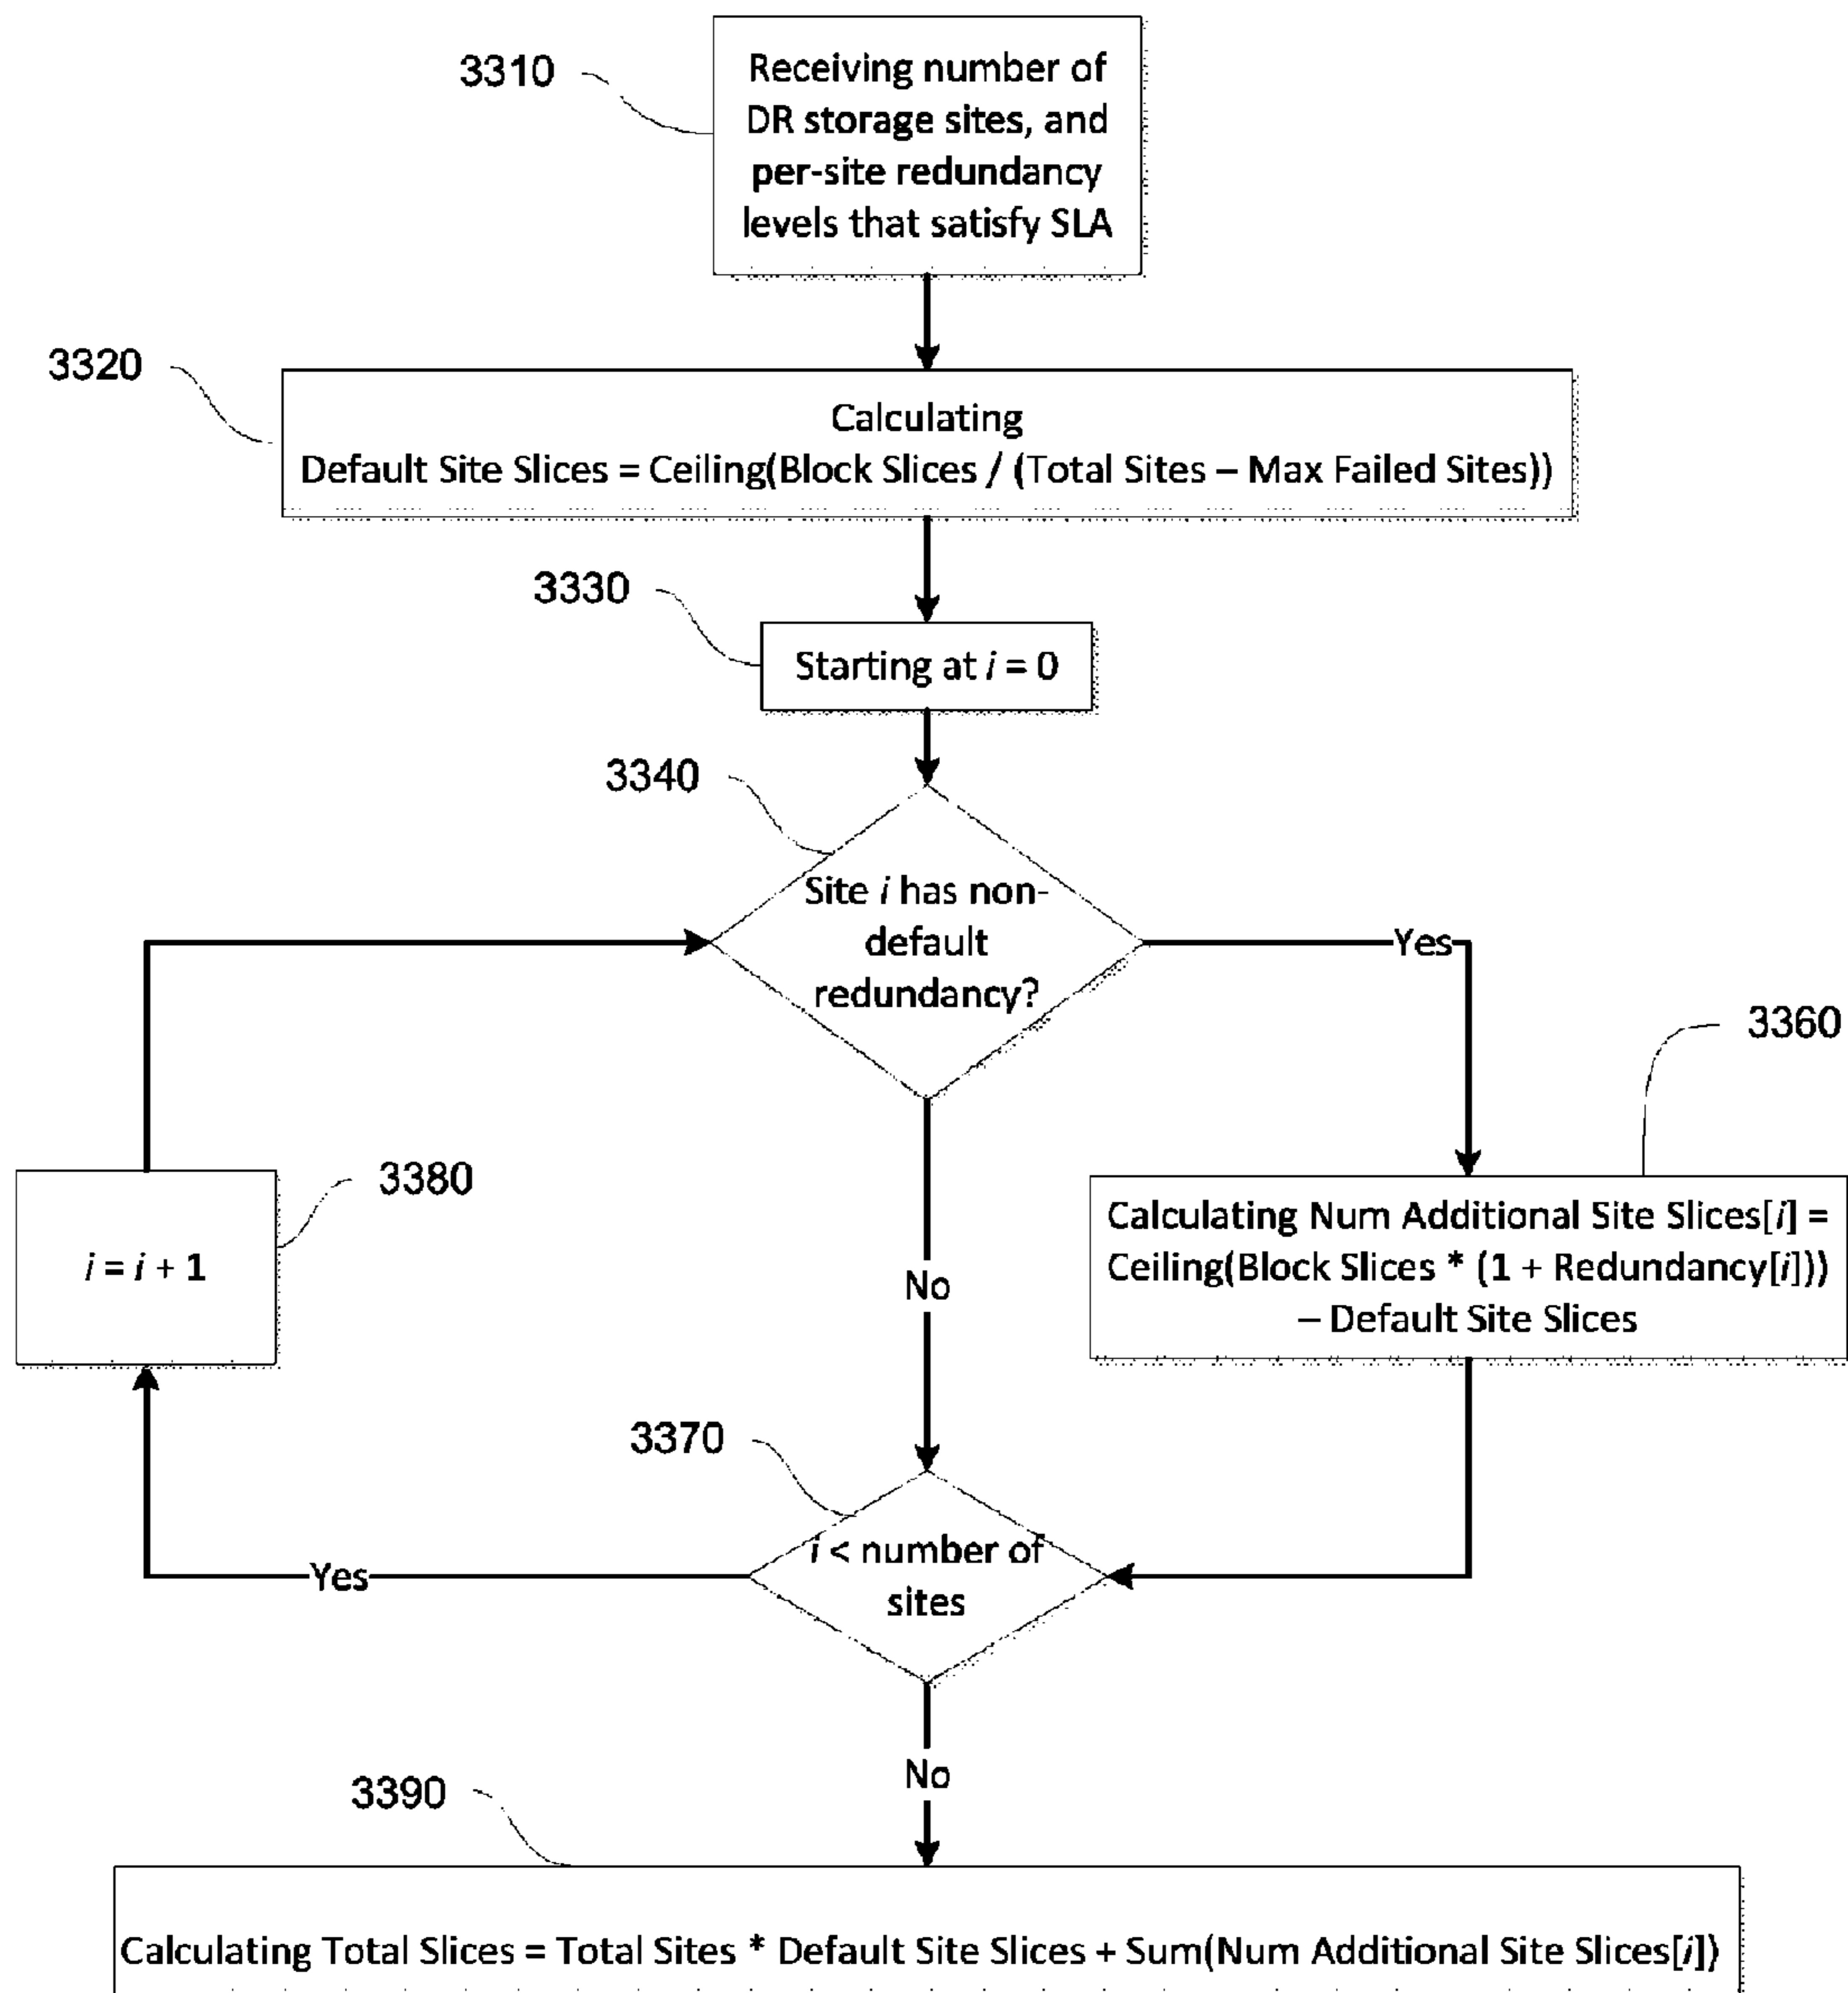 3310
Receiving number of
DR storage sites, and
per-site redundancy
levels that satisfy SLA
3320
Calculating
Default Site Slices = Ceiling(Block Slices / (Total Sites – Max Failed Sites))
3330
Starting at i = 0
3340
Site i has non-
default
redundancy?
Yes
3360
3380
i = i + 1
Calculating Num Additional Site Slices[i] =
Ceiling(Block Slices * (1 + Redundancy[i]))
– Default Site Slices
No
3370
i < number of
sites
Yes
No
3390
Calculating Total Slices = Total Sites * Default Site Slices + Sum(Num Additional Site Slices[i])